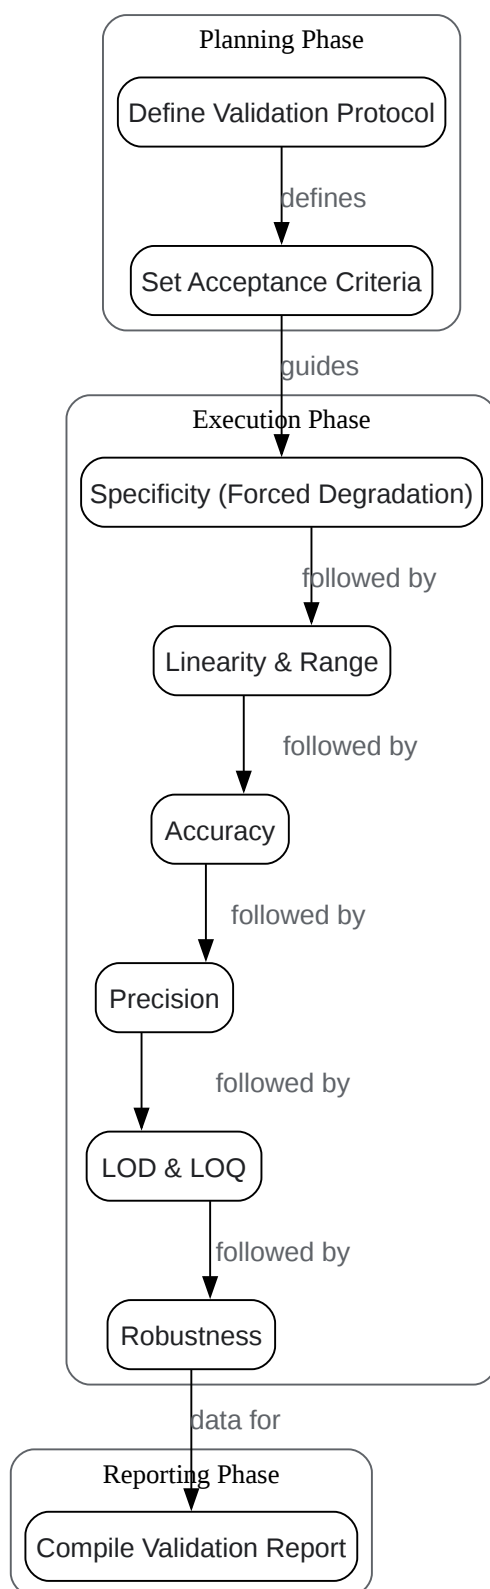 Planning Phase
Define Validation Protocol
defines
Set Acceptance Criteria
guides
Execution Phase
Specificity (Forced Degradation)
followed by
Linearity & Range
followed by
Accuracy
followed by
Precision
followed by
LOD & LOQ
followed by
Robustness
data for
Reporting Phase
Compile Validation Report